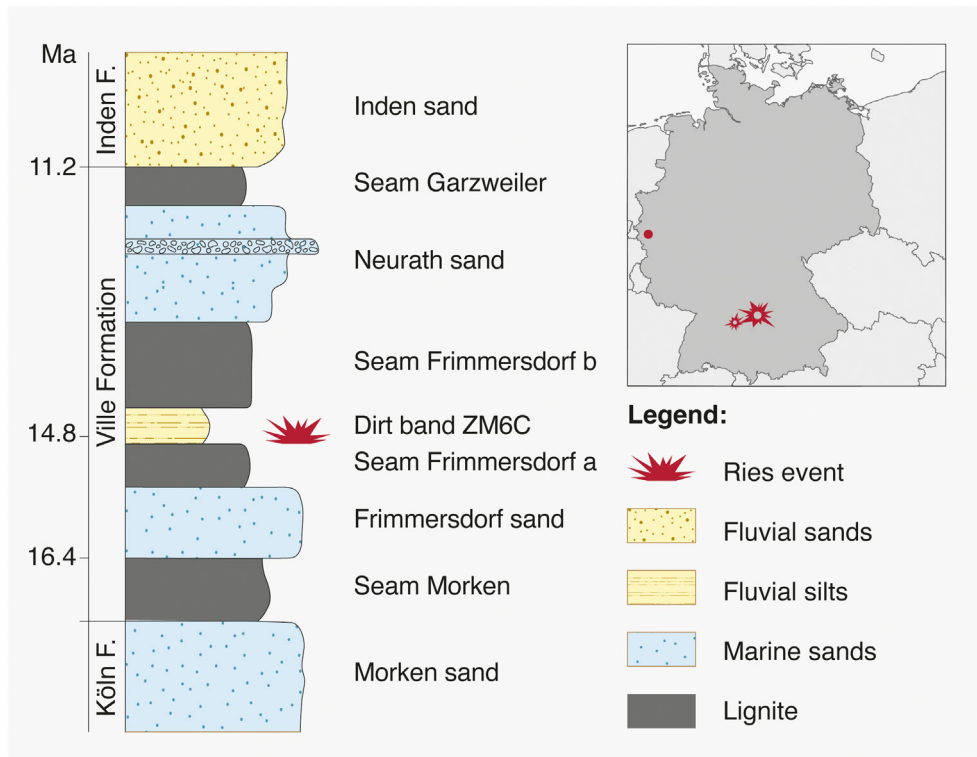 Ma
Inden F.
Inden sand
11.2
Seam Garzweiler
Neurath sand
Ville Formation
Seam Frimmersdorf b
Dirt band ZM6C
14.8
Seam Frimmersdorf a
Frimmersdorf sand
16.4
Seam Morken
Köln F.
Morken sand
Legend:
Ries event
Fluvial sands
Fluvial silts
Marine sands
Lignite